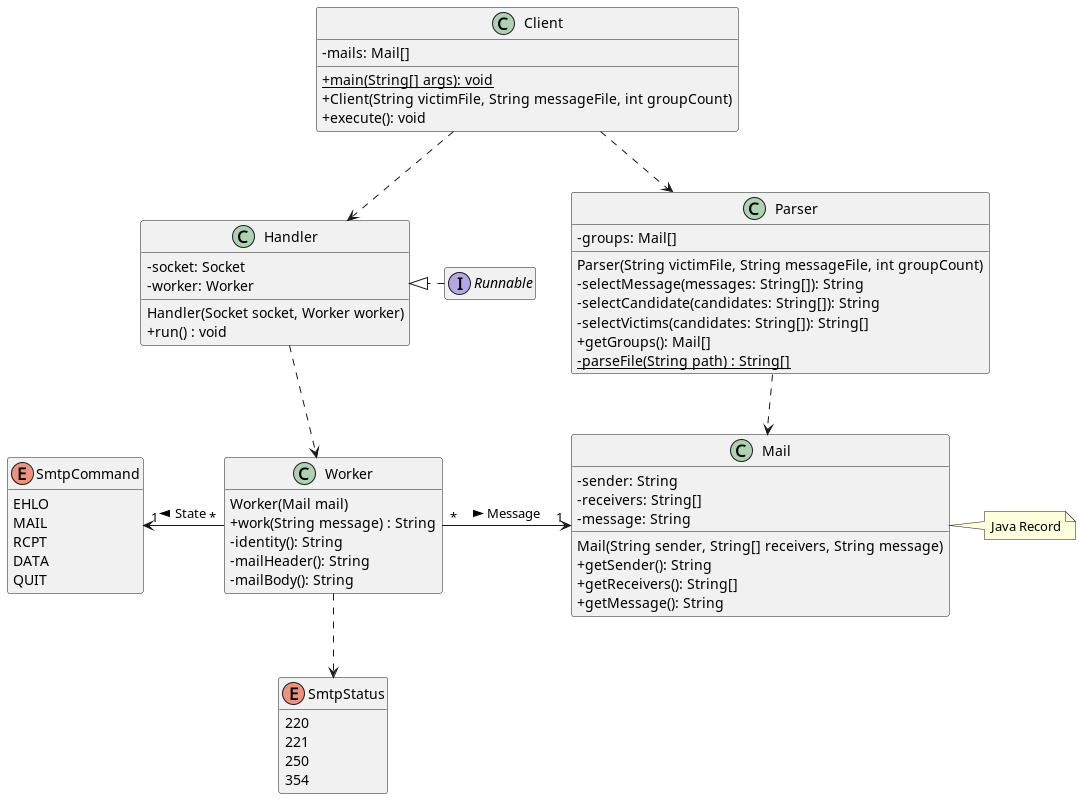 C Client
-mails: Mail[]
+main(String[] args): void
+Client(String victimFile, String messageFile, int groupCount)
+execute(): void
C Handler
-socket: Socket
-worker: Worker
Handler(Socket socket, Worker worker)
+run() : void
I Runnable
C Parser
-groups: Mail[]
Parser(String victimFile, String messageFile, int groupCount)
-selectMessage(messages: String[]): String
-selectCandidate(candidates: String[]): String
-selectVictims(candidates: String[]): String[]
+getGroups(): Mail[]
-parseFile(String path) : String[]
E SmtpCommand
EHLO
MAIL
RCPT
DATA
QUIT
1 State *
C Worker
Worker(Mail mail)
+work(String message) : String
-identity(): String
-mailHeader(): String
-mailBody(): String
* Message 1
C Mail
-sender: String
-receivers: String[]
-message: String
Mail(String sender, String[] receivers, String message)
+getSender(): String
+getReceivers(): String[]
+getMessage(): String
Java Record
E SmtpStatus
220
221
250
354